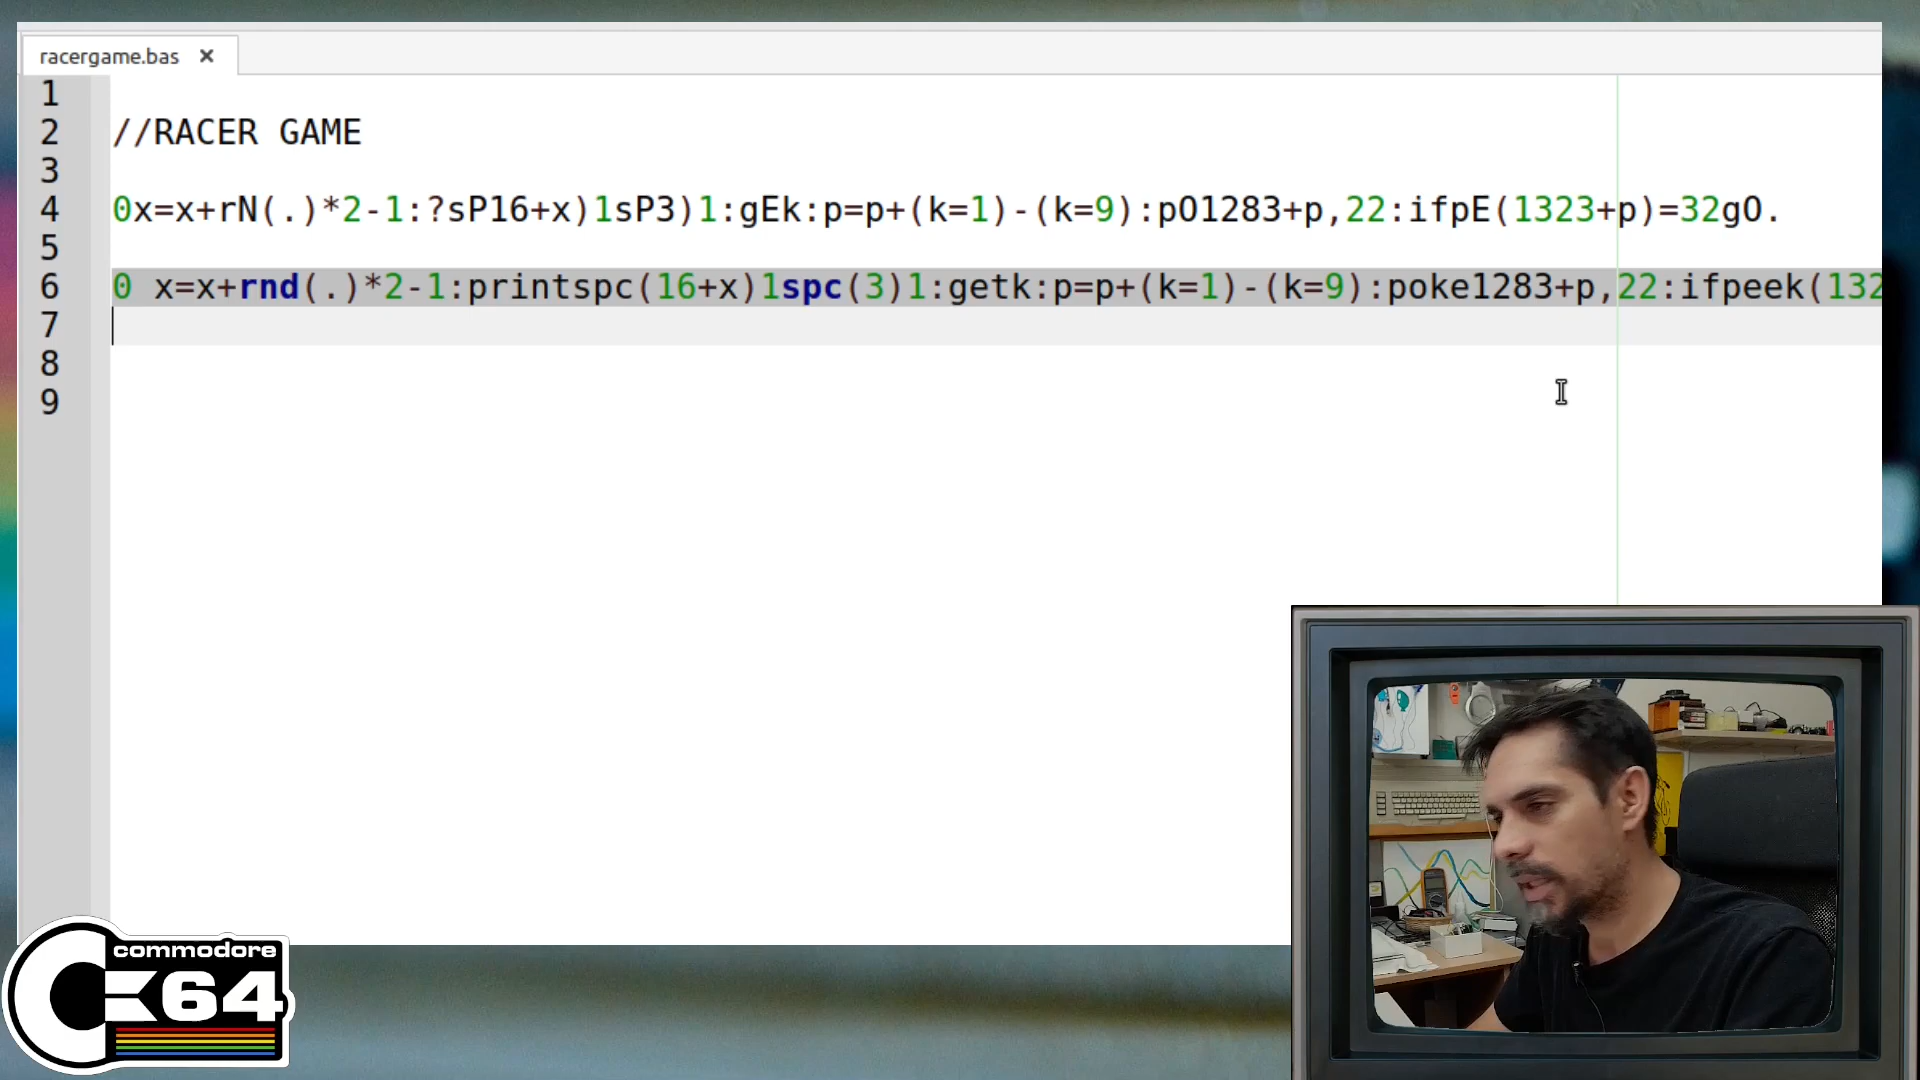 racergame.bas ×
1
2 //RACER GAME
3
4 0x=x+rN(.)*2-1:?sP16+x)1sP3)1:gEk:p=p+(k=1)-(k=9):pO1283+p,22:ifpE(1323+p)=32gO.
5
6 0 x=x+rnd(.)*2-1:printspc(16+x)1spc(3)1:getk:p=p+(k=1)-(k=9):poke1283+p,22:ifpeek(132
7
8
9
commodore
64